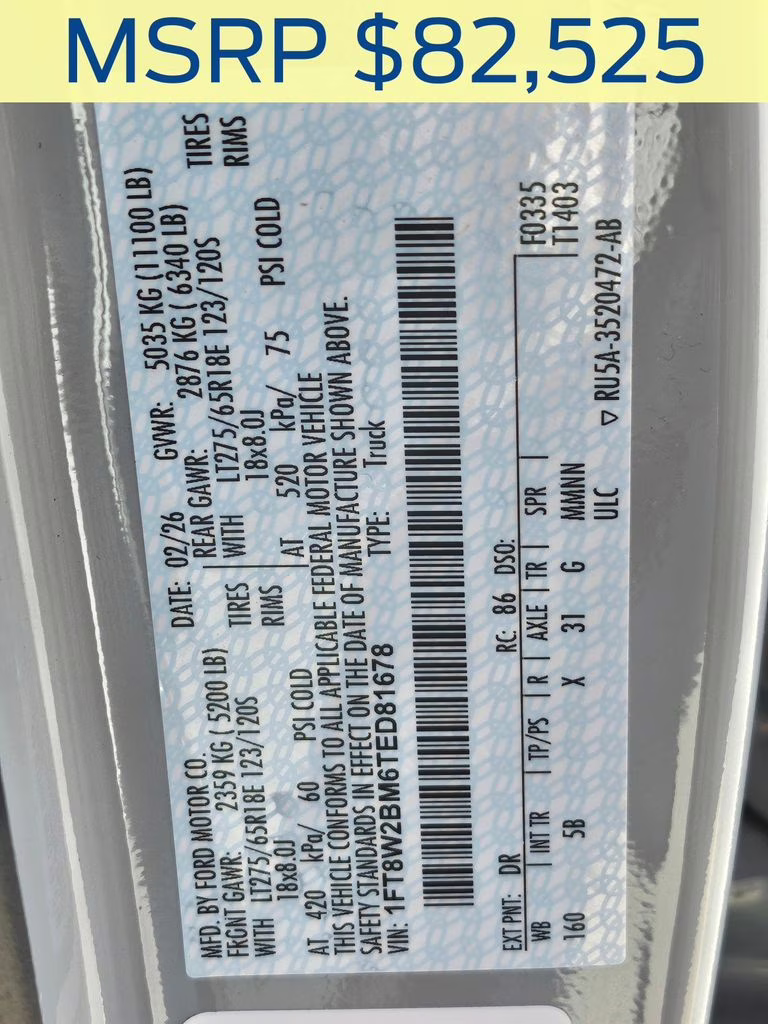 MSRP $82,525
MFD. BY FORD MOTOR CO. DATE: 02/26 GVWR: 5035 KG (11100 LB)
FRONT GAWR: 2359 KG ( 5200 LB) REAR GAWR: 2876 KG ( 6340 LB)
WITH LT275/65R18E 123/120S TIRES WITH LT275/65R18E 123/120S TIRES
18x8.0J RIMS 18x8.0J RIMS
AT 420 kPa/ 60 PSI COLD AT 520 kPa/ 75 PSI COLD
THIS VEHICLE CONFORMS TO ALL APPLICABLE FEDERAL MOTOR VEHICLE
SAFETY STANDARDS IN EFFECT ON THE DATE OF MANUFACTURE SHOWN ABOVE.
VIN: 1FT8W2BM6TED81678 TYPE: Truck
EXT PNT: DR RC: 86 DSO: F0335
WB INT TR TP/PS R AXLE TR SPR T1403
160 5B X 31 G MMMNN
ULC ▽ RU5A-3520472-AB